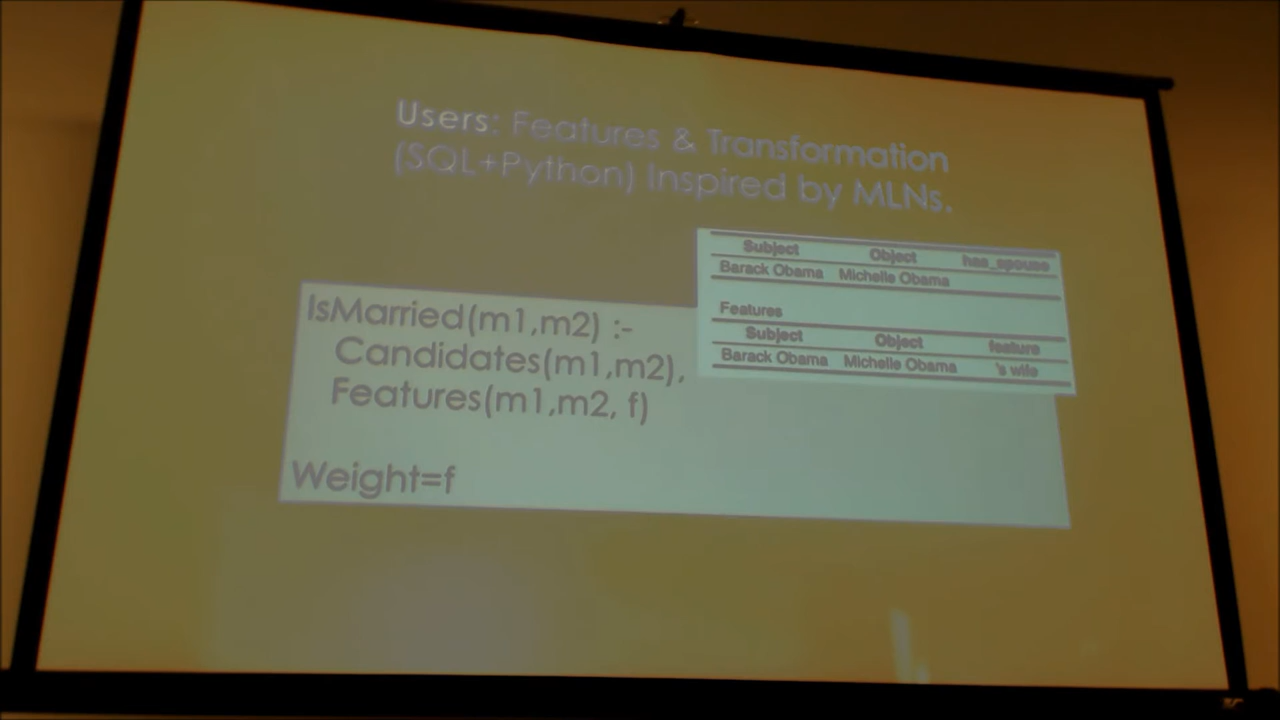 Users: Features & Transformation
(SQL+Python) Inspired by MLNs.
Subject Object has_spouse
Barack Obama Michelle Obama
Features
Subject Object feature
Barack Obama Michelle Obama 's wife
IsMarried(m1,m2) :-
Candidates(m1,m2),
Features(m1,m2, f)
Weight=f